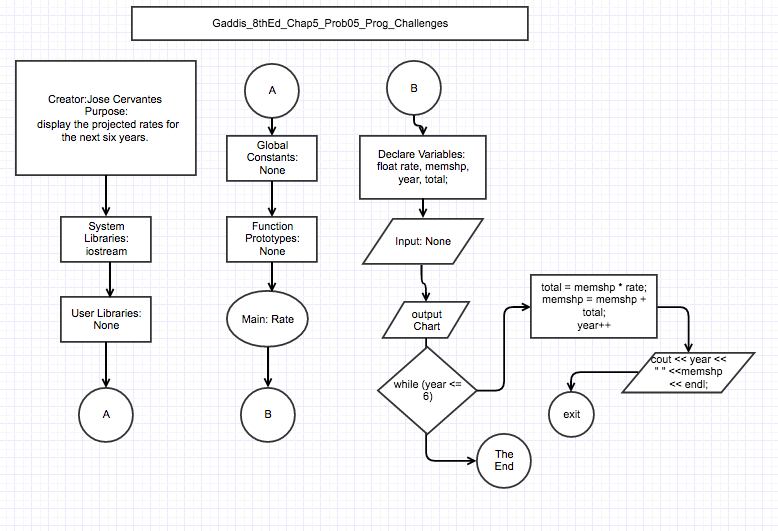 Gaddis_8thEd_Chap5_Prob05_Prog_Challenges
Creator:Jose Cervantes
Purpose:
display the projected rates for
the next six years.
System
Libraries:
iostream
User Libraries:
None
A
A
Global
Constants:
None
Function
Prototypes:
None
Main: Rate
B
B
Declare Variables:
float rate, memshp,
year, total;
Input: None
output
Chart
while (year <=
6)
The
End
total = memshp * rate;
memshp = memshp +
total;
year++
cout << year <<
" " <<memshp
<< endl;
exit